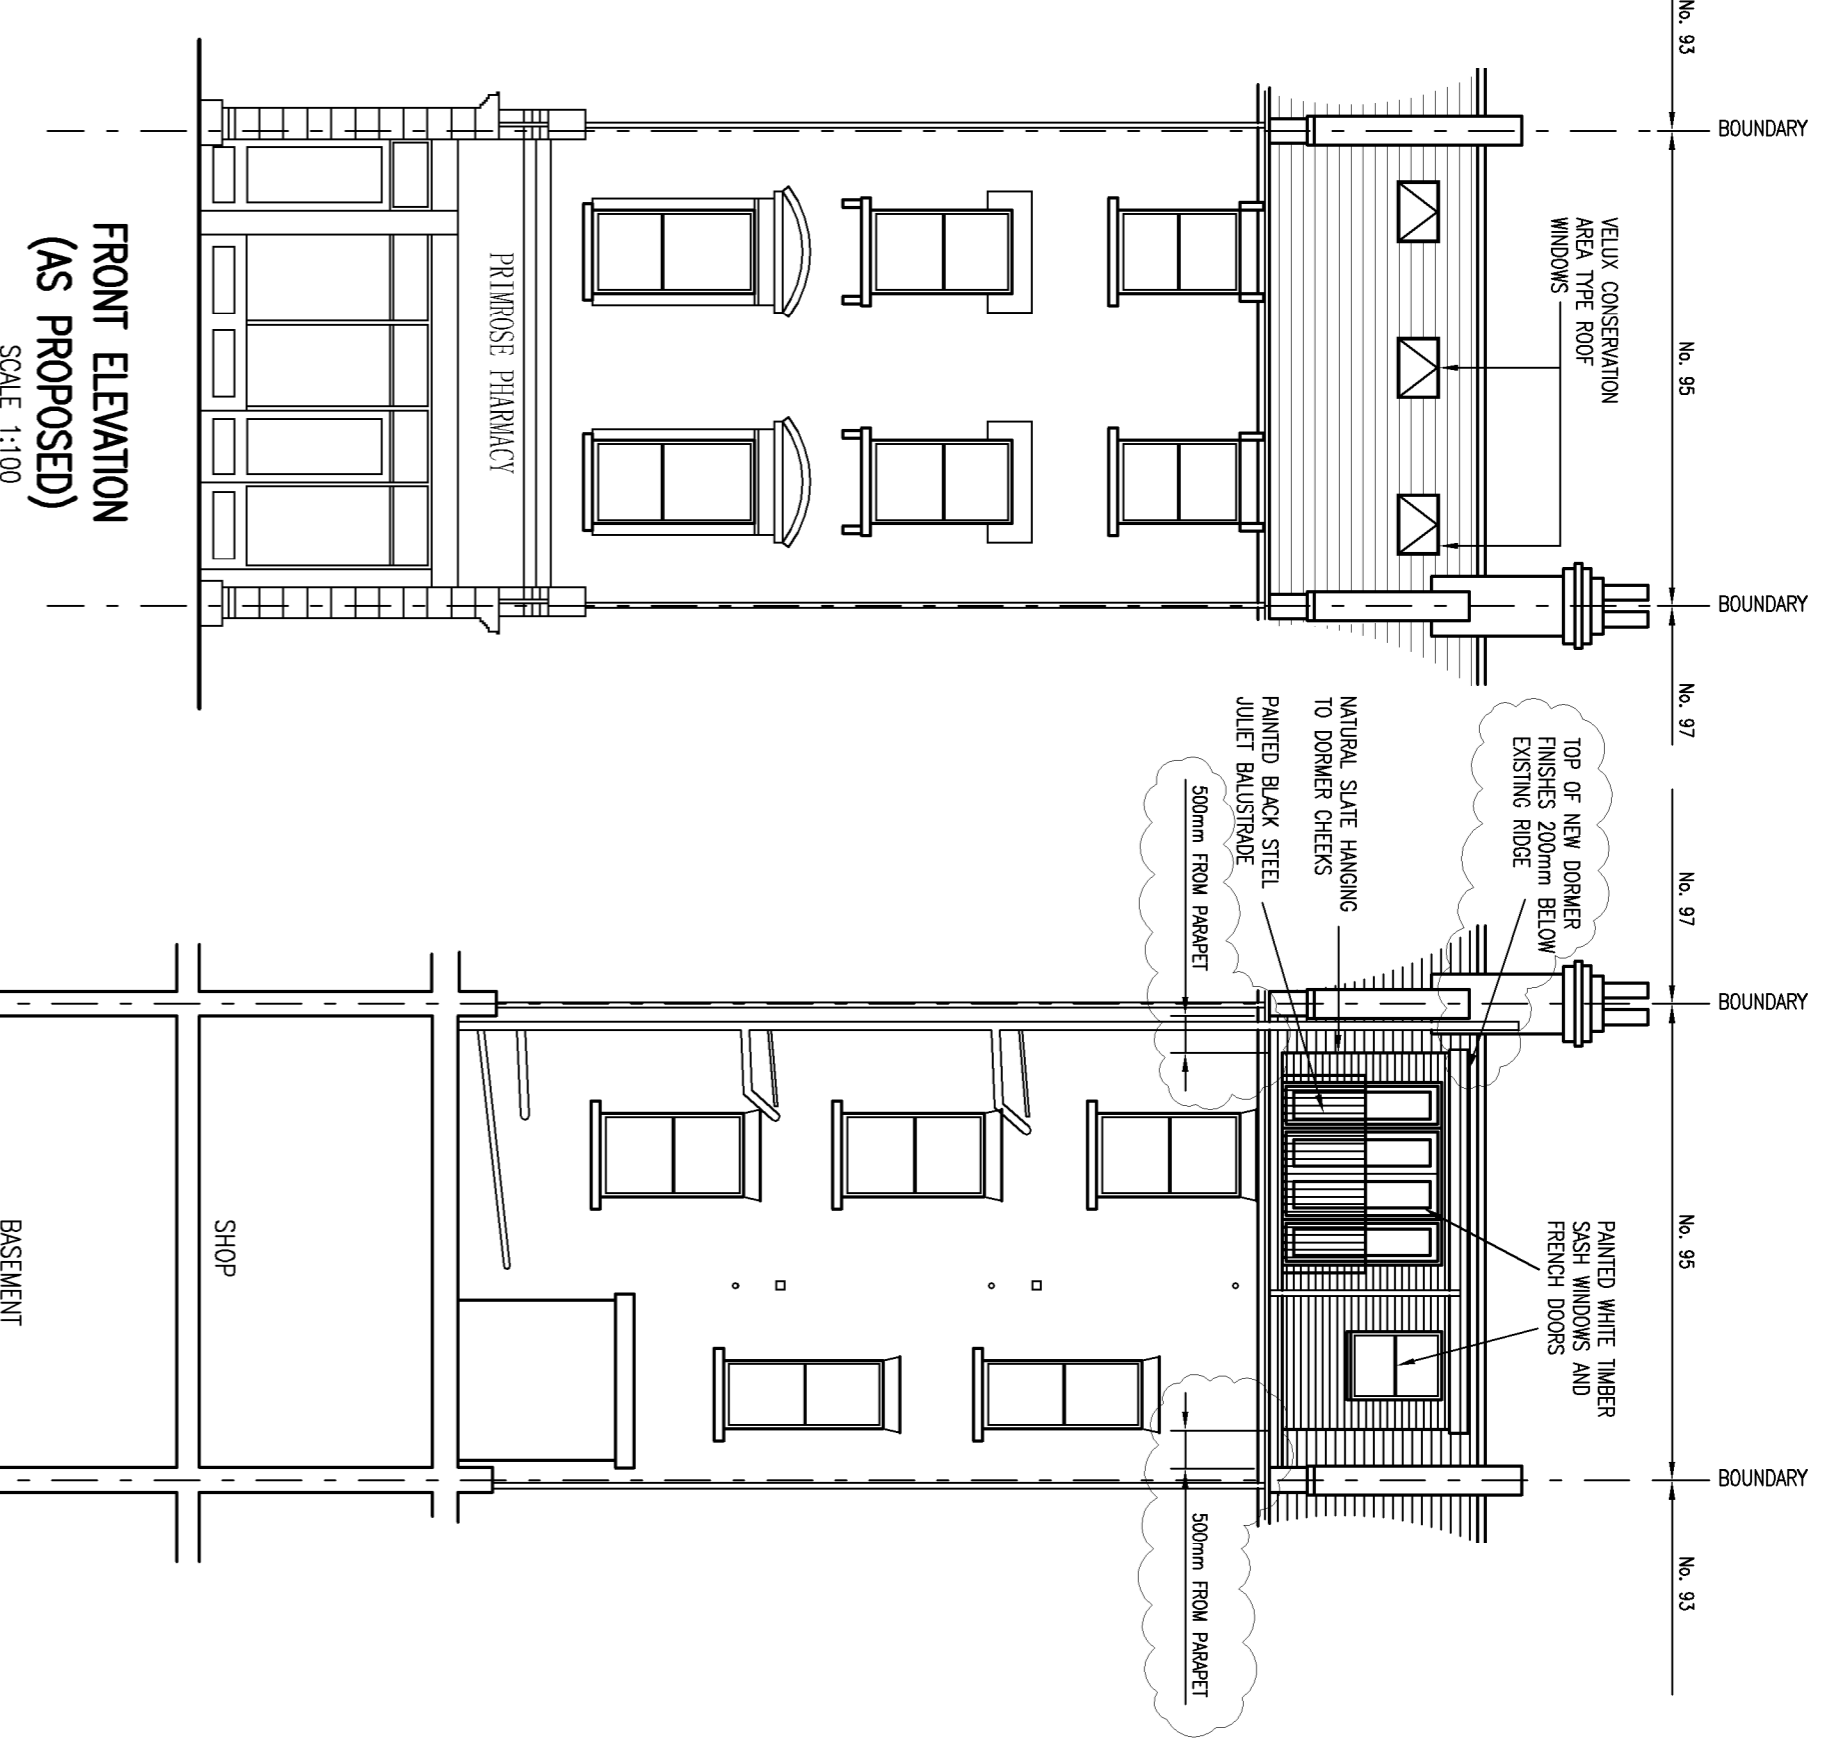 No. 93
BOUNDARY
No. 95
BOUNDARY
No. 97
VELUX CONSERVATION
AREA TYPE ROOF
WINDOWS
PRIMROSE PHARMACY
FRONT ELEVATION
(AS PROPOSED)
SCALE 1:100
No. 97
BOUNDARY
No. 95
BOUNDARY
No. 93
TOP OF NEW DORMER
FINISHES 200mm BELOW
EXISTING RIDGE
NATURAL SLATE HANGING
TO DORMER CHEEKS
PAINTED BLACK STEEL
JULIET BALUSTRADE
500mm FROM PARAPET
PAINTED WHITE TIMBER
SASH WINDOWS AND
FRENCH DOORS
500mm FROM PARAPET
SHOP
BASEMENT